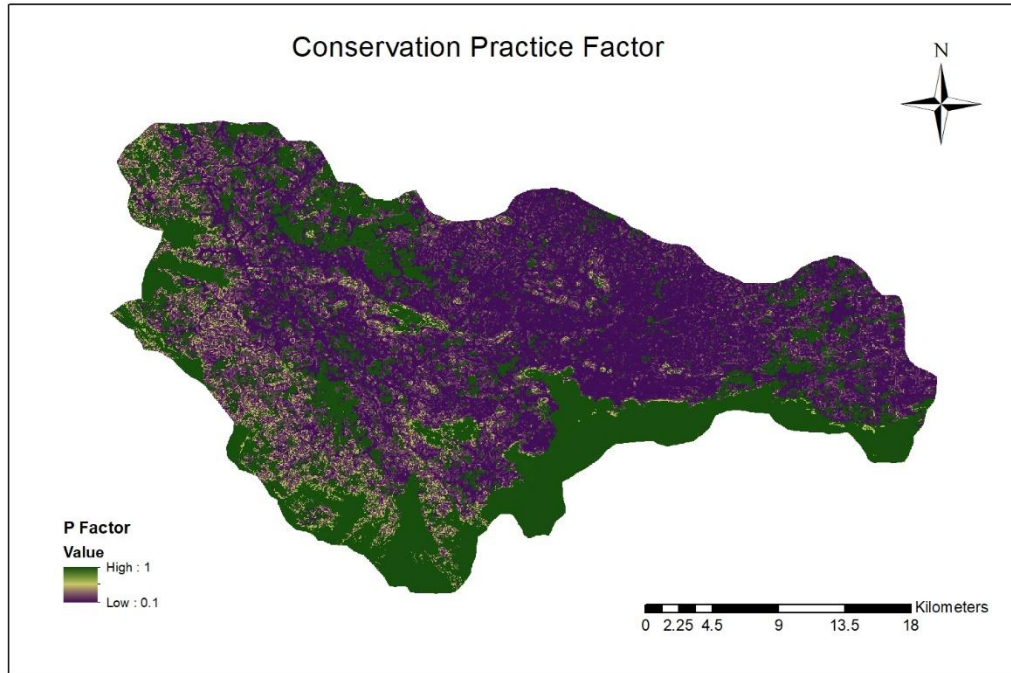 Conservation Practice Factor
N
P Factor
Value
High : 1
Low : 0.1
Kilometers
0 2.25 4.5 9 13.5 18